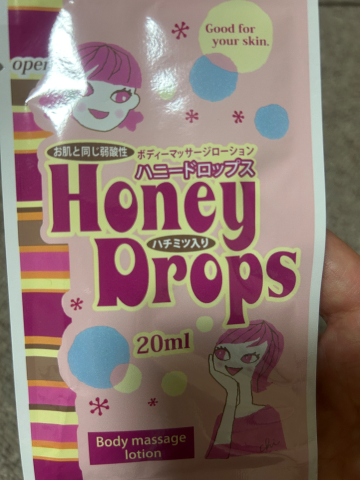 Good for
your skin.
open
お肌と同じ弱酸性
ボディーマッサージローション
ハニードロップス
Honey
ハチミツ入り
Drops
20ml
Body massage
lotion